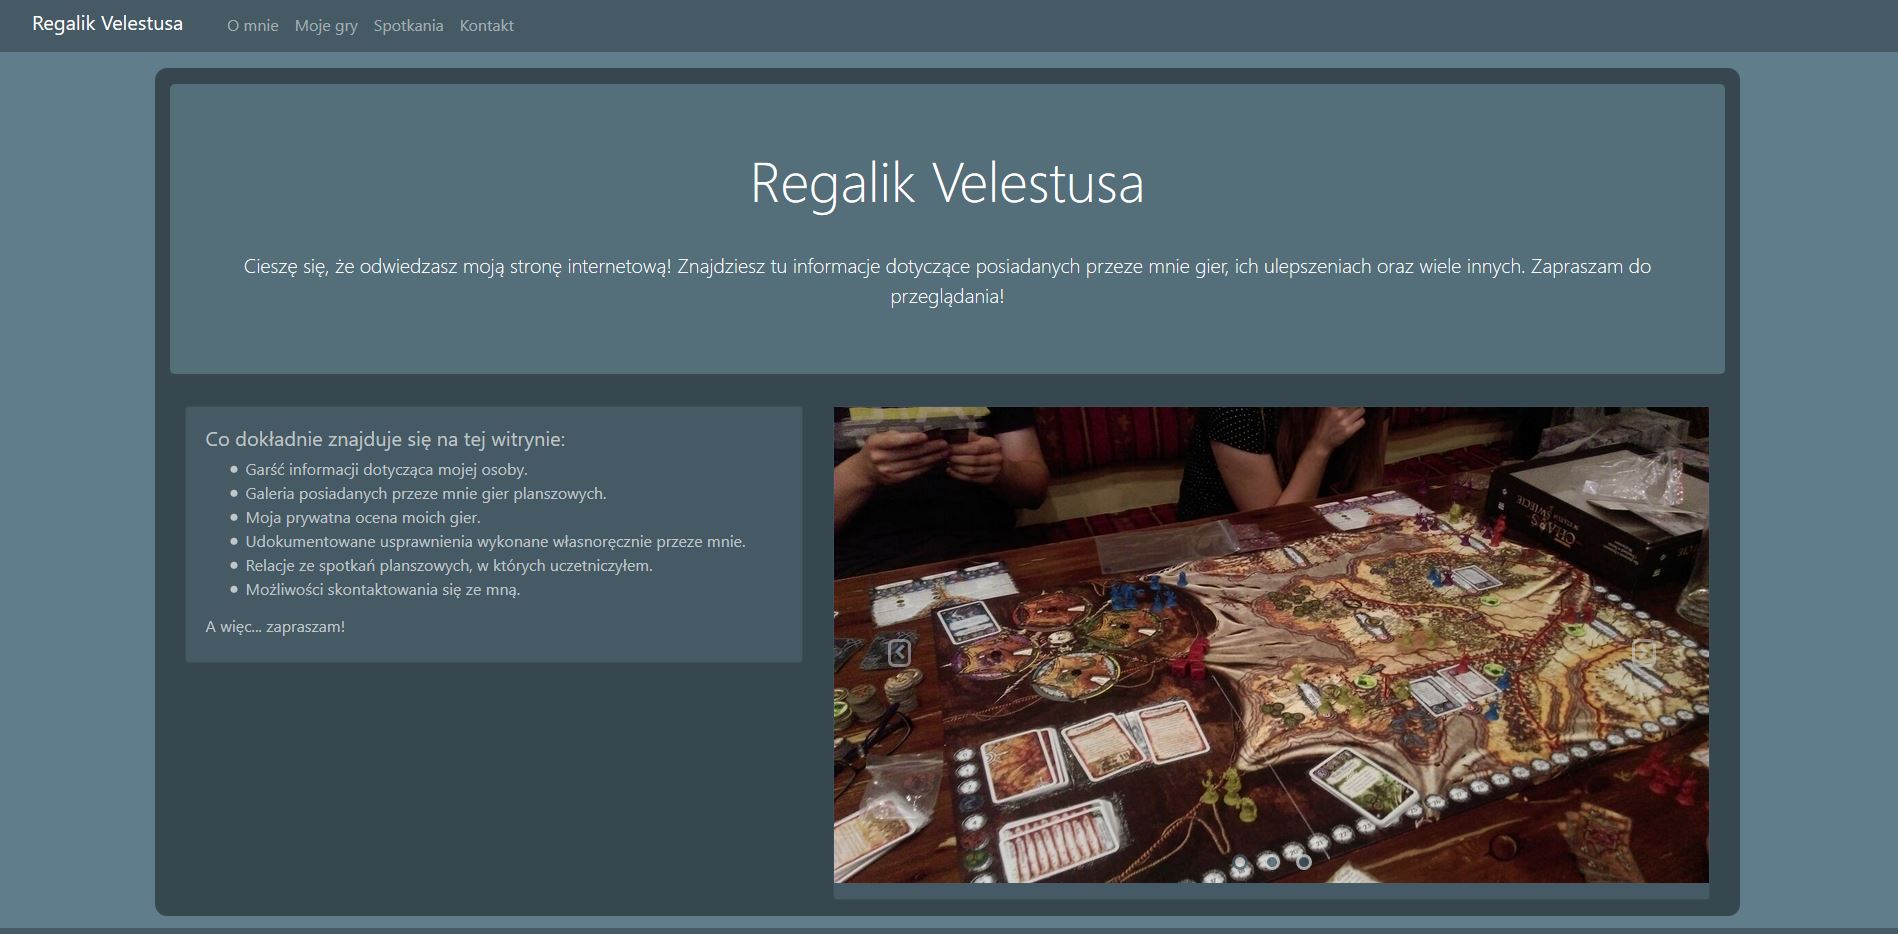 Regalik Velestusa O mnie Moje gry Spotkania Kontakt
Regalik Velestusa
Cieszę się, że odwiedzasz moją stronę internetową! Znajdziesz tu informacje dotyczące posiadanych przeze mnie gier, ich ulepszeniach oraz wiele innych. Zapraszam do
przeglądania!
Co dokładnie znajduje się na tej witrynie:
Garść informacji dotycząca mojej osoby.
Galeria posiadanych przeze mnie gier planszowych.
Moja prywatna ocena moich gier.
Udokumentowane usprawnienia wykonane własnoręcznie przeze mnie.
Relacje ze spotkań planszowych, w których uczetniczyłem.
Możliwości skontaktowania się ze mną.
A więc... zapraszam!
CHAOS
W STARYM ŚWIECIE